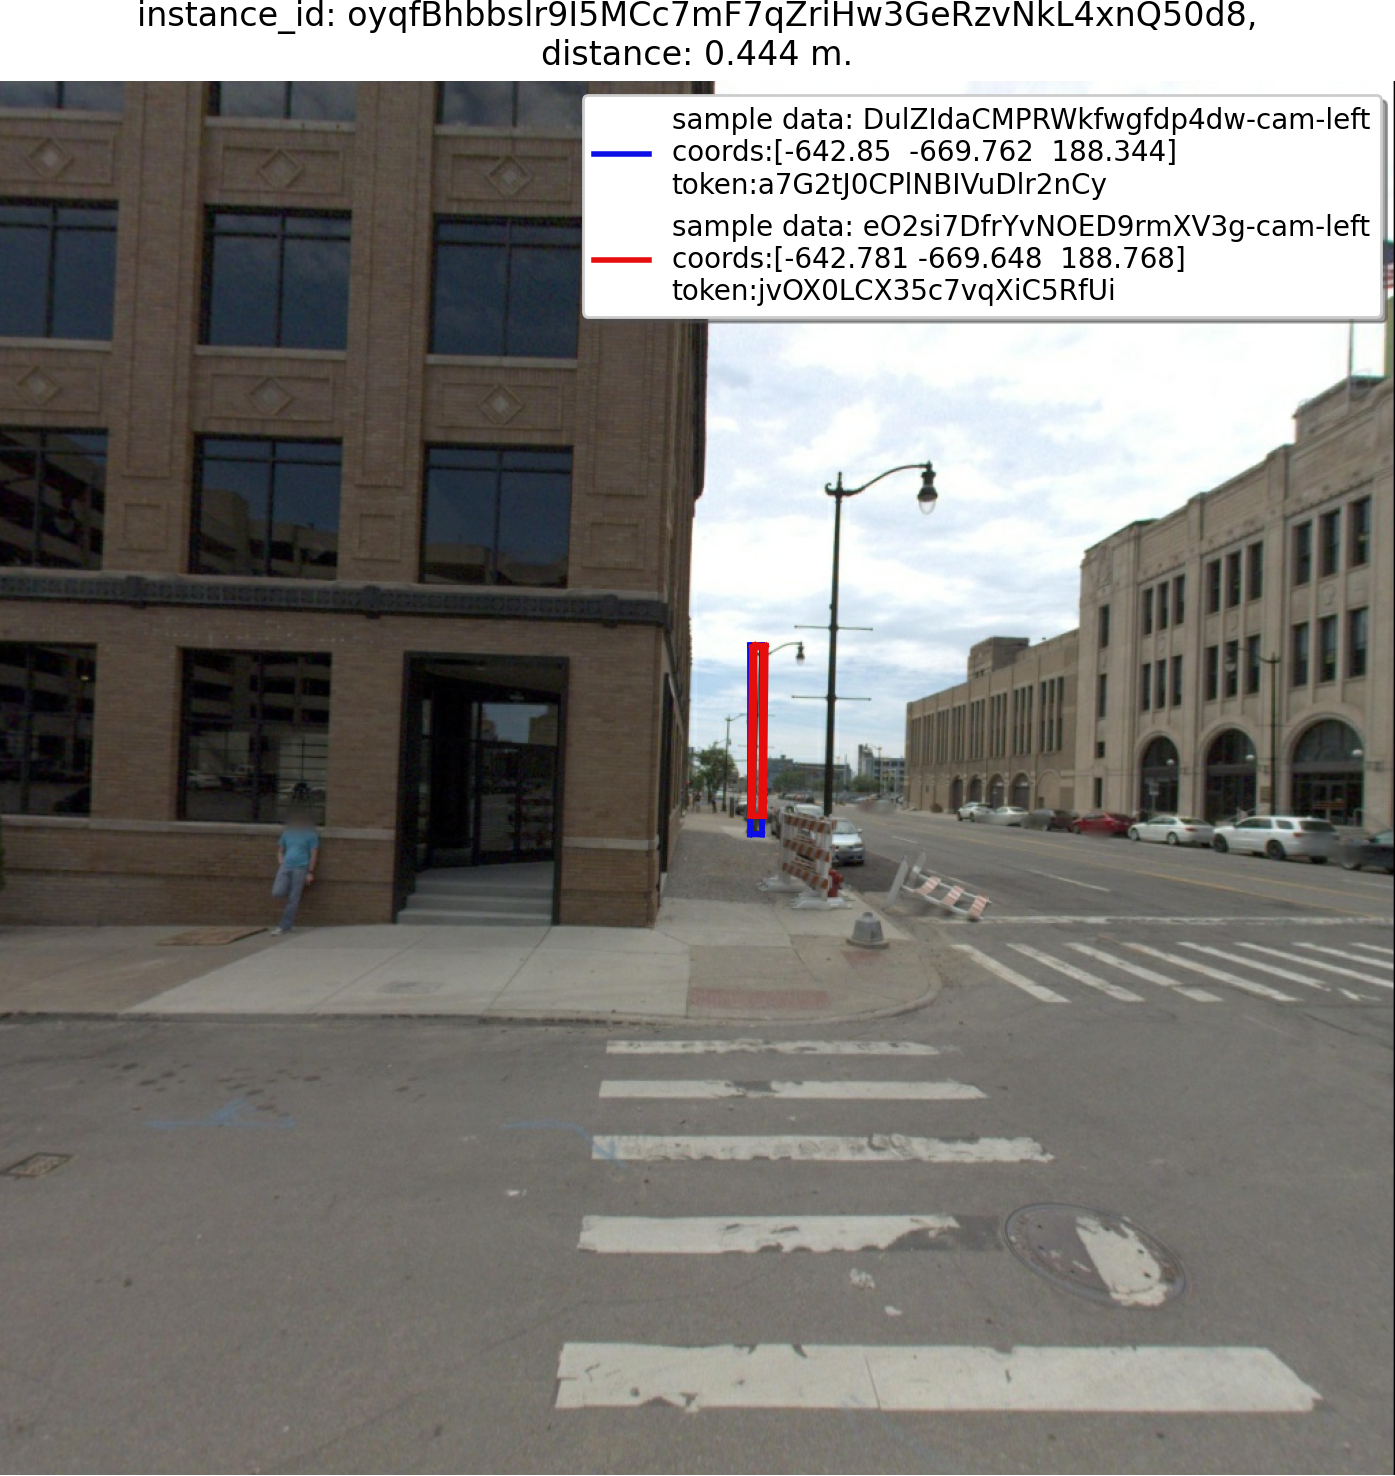 instance_id: oyqfBhbbslr9I5MCc7mF7qZriHw3GeRzvNkL4xnQ50d8,
distance: 0.444 m.
sample data: DulZIdaCMPRWkfwgfdp4dw-cam-left
coords:[-642.85 -669.762 188.344]
token:a7G2tJ0CPlNBIVuDlr2nCy
sample data: eO2si7DfrYvNOED9rmXV3g-cam-left
coords:[-642.781 -669.648 188.768]
token:jvOX0LCX35c7vqXiC5RfUi